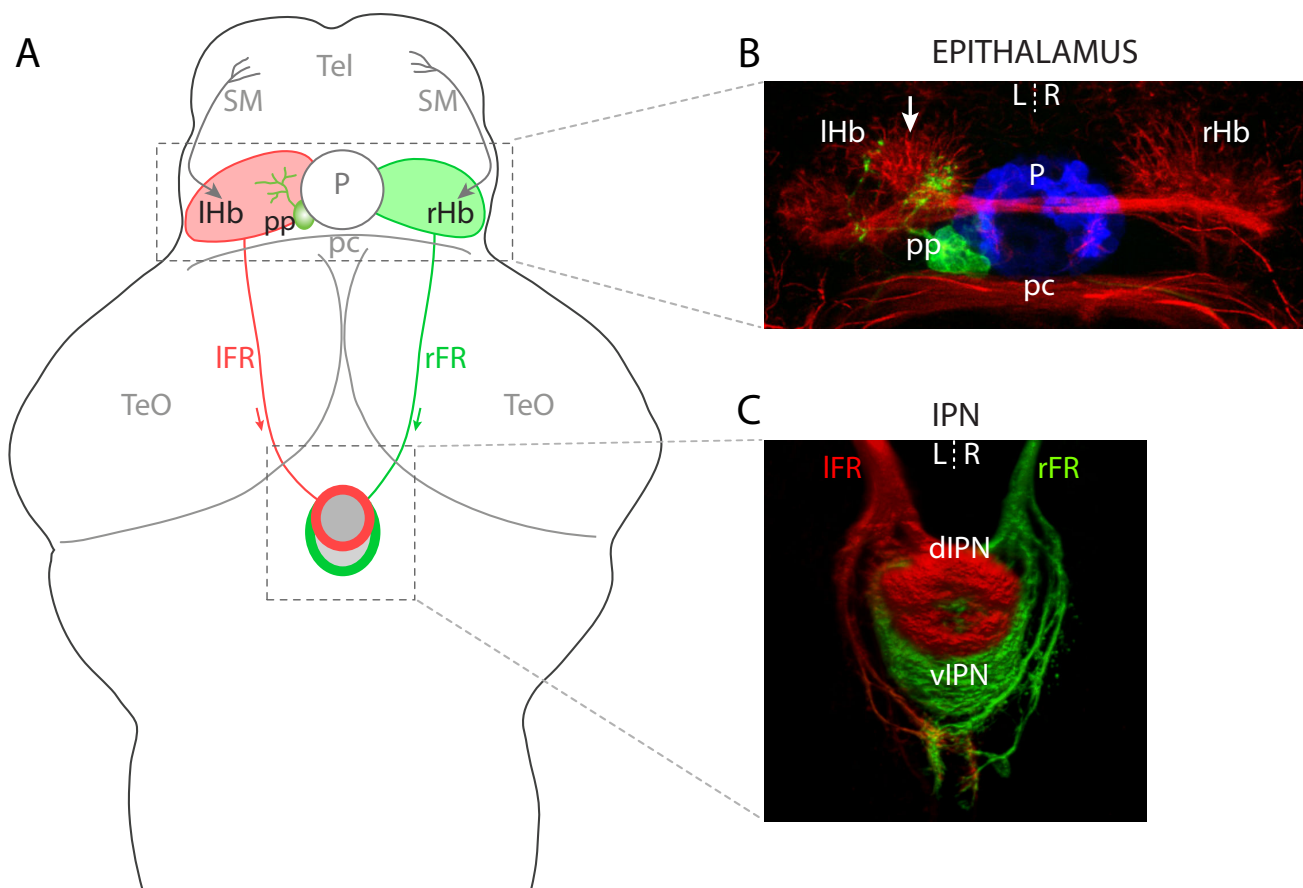 A
Tel
SM
SM
P
lHb
rHb
pp
pc
lFR
rFR
TeO
TeO
B
EPITHALAMUS
L R
lHb
rHb
P
pp
pc
C
IPN
L R
lFR
rFR
dIPN
vIPN